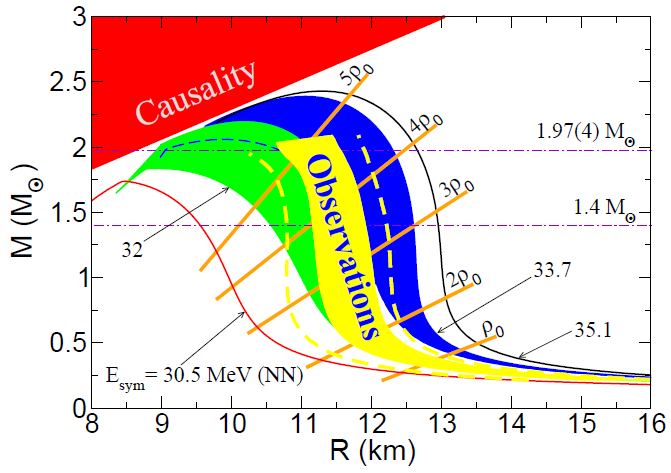 3
2.5
2
1.5
1
0.5
0
M (M☉)
Causality
5ρ0
4ρ0
3ρ0
2ρ0
ρ0
1.97(4) M☉
1.4 M☉
Observations
32
33.7
35.1
Esym= 30.5 MeV (NN)
8 9 10 11 12 13 14 15 16
R (km)